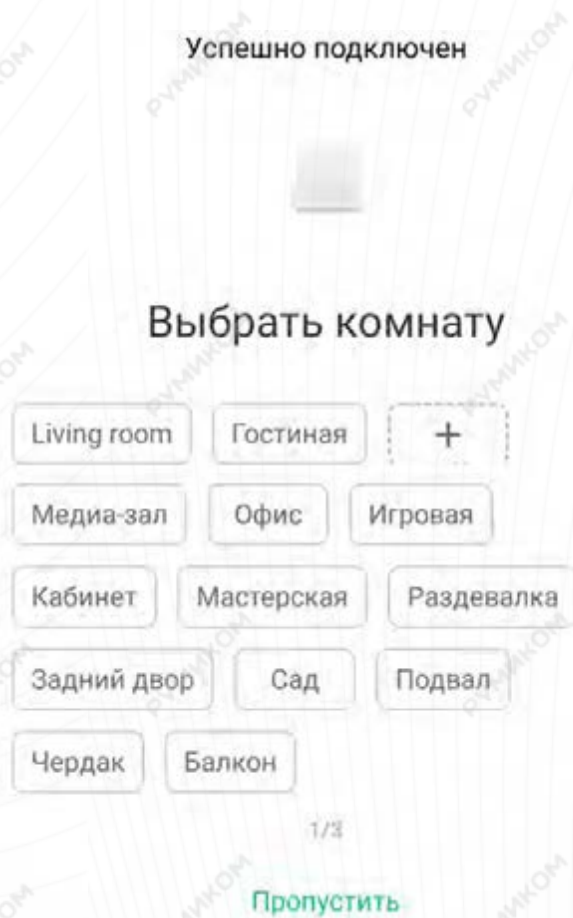 Успешно подключен
Выбрать комнату
Living room Гостиная +
Медиа-зал Офис Игровая
Кабинет Мастерская Раздевалка
Задний двор Сад Подвал
Чердак Балкон
1/3
Пропустить
РУМИКОМ